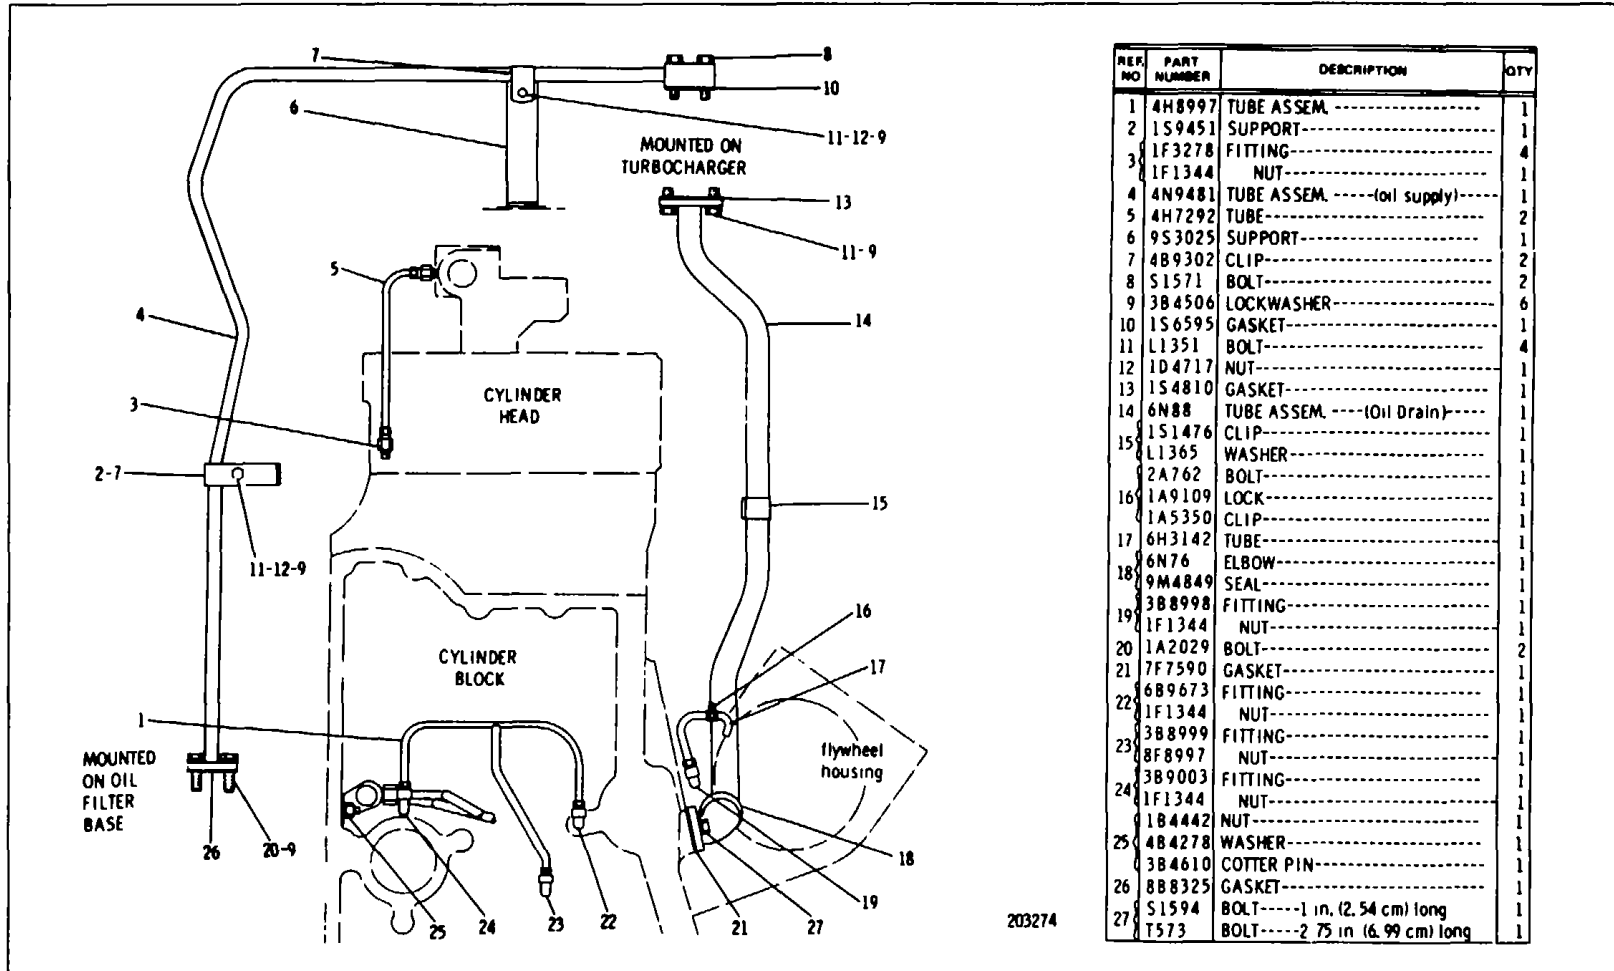 7
8
10
6
11-12-9
MOUNTED ON
TURBOCHARGER
13
11-9
5
4
14
CYLINDER
HEAD
3
2-7
15
11-12-9
16
CYLINDER
BLOCK
17
1
flywheel
housing
MOUNTED
ON OIL
FILTER
BASE
26
20-9
18
19
25
24
23
22
21
27
203274
REF. NO PART NUMBER DESCRIPTION QTY
1 4H8997 TUBE ASSEM. 1
2 1S9451 SUPPORT 1
3 1F3278 FITTING 4
1F1344 NUT 1
4 4N9481 TUBE ASSEM. (oil supply) 1
5 4H7292 TUBE 2
6 9S3025 SUPPORT 1
7 4B9302 CLIP 2
8 S1571 BOLT 2
9 3B4506 LOCKWASHER 6
10 1S6595 GASKET 1
11 L1351 BOLT 4
12 1D4717 NUT 1
13 1S4810 GASKET 1
14 6N88 TUBE ASSEM. (Oil Drain) 1
15 1S1476 CLIP 1
L1365 WASHER 1
16 2A762 BOLT 1
1A9109 LOCK 1
1A5350 CLIP 1
17 6H3142 TUBE 1
18 6N76 ELBOW 1
9M4849 SEAL 1
19 3B8998 FITTING 1
1F1344 NUT 1
20 1A2029 BOLT 2
21 7F7590 GASKET 1
22 6B9673 FITTING 1
1F1344 NUT 1
23 3B8999 FITTING 1
8F8997 NUT 1
24 3B9003 FITTING 1
1F1344 NUT 1
25 1B4442 NUT 1
4B4278 WASHER 1
3B4610 COTTER PIN 1
26 8B8325 GASKET 1
27 S1594 BOLT-----1 in. (2.54 cm) long 1
T573 BOLT-----2 75 in (6.99 cm) long 1